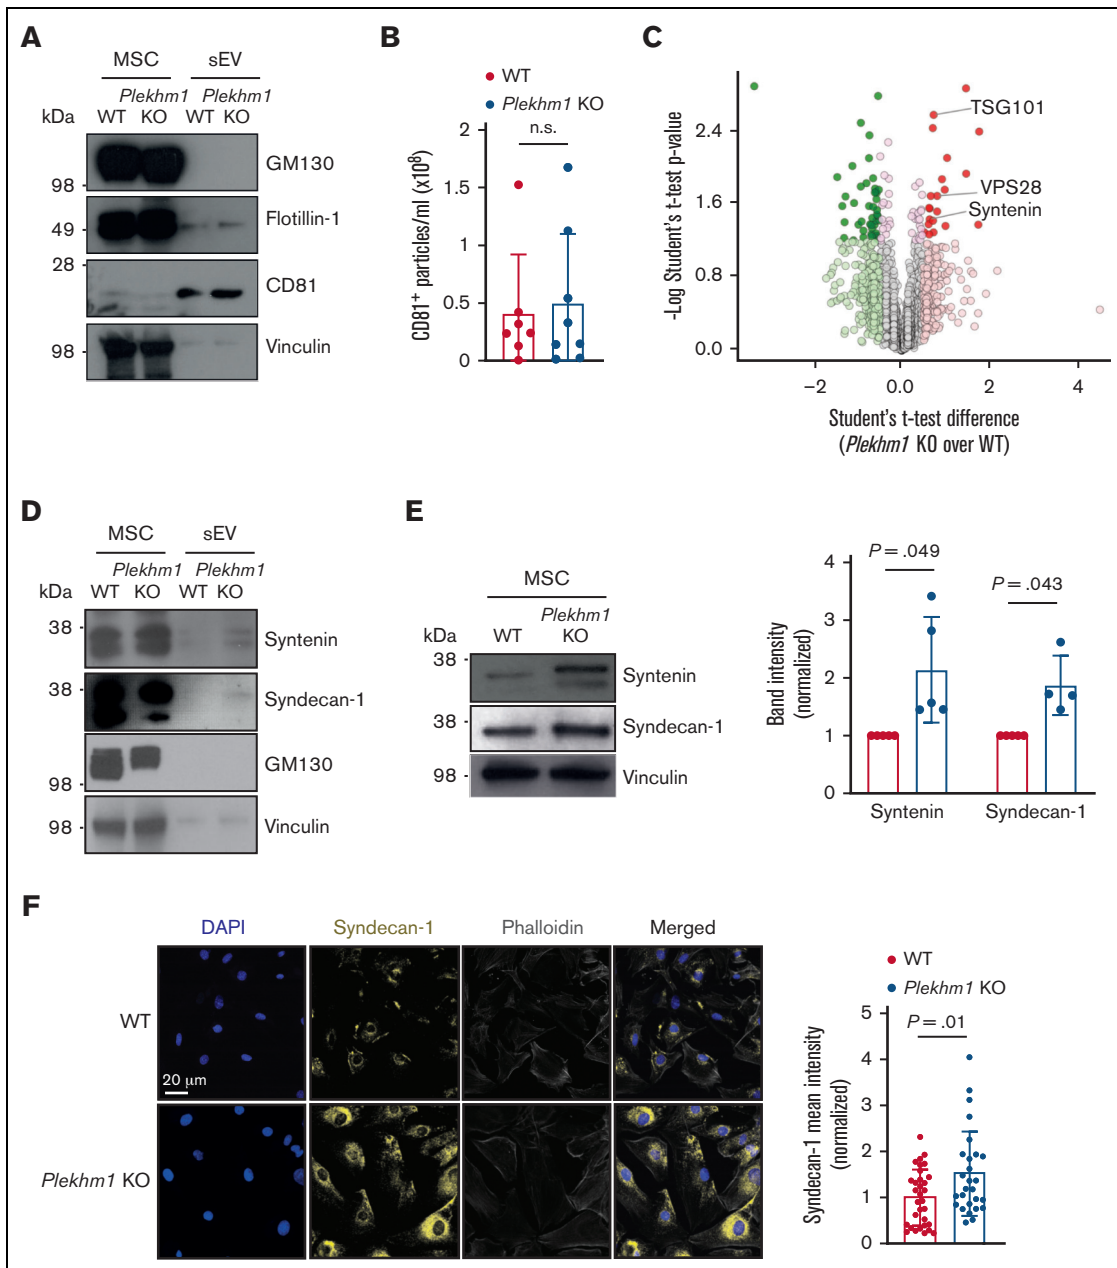 A
MSC sEV
Plekhm1 Plekhm1
kDa WT KO WT KO
GM130
98
Flotillin-1
49
28
CD81
98
Vinculin
B
WT
Plekhm1 KO
n.s.
2
1.5
1
0.5
0
CD81+ particles/ml (x10⁸)
C
TSG101
VPS28
Syntenin
2.4
1.6
0.8
0.0
-Log Student's t-test p-value
−2 0.0 2 4
Student's t-test difference
(Plekhm1 KO over WT)
D
MSC sEV
Plekhm1 Plekhm1
kDa WT KO WT KO
38
Syntenin
38
Syndecan-1
GM130
98
98
Vinculin
E
MSC
Plekhm1
kDa WT KO
38
Syntenin
38
Syndecan-1
98
Vinculin
P = .049
P = .043
4
3
2
1
0
Band intensity
(normalized)
Syntenin Syndecan-1
F
DAPI Syndecan-1 Phalloidin Merged
WT
20 μm
Plekhm1 KO
WT
Plekhm1 KO
P = .01
5
4
3
2
1
0
Syndecan-1 mean intensity
(normalized)